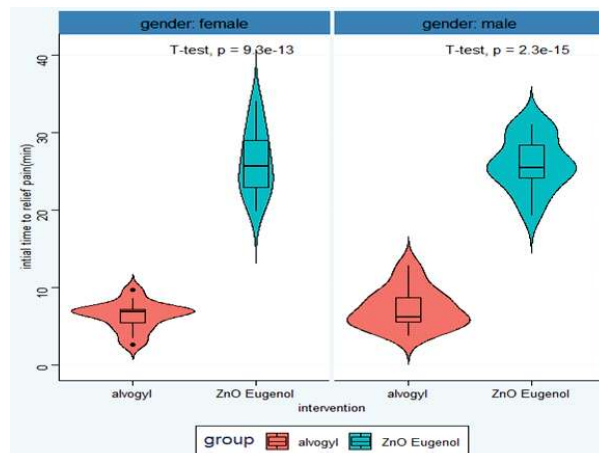 gender: female
gender: male
T-test, p = 9.3e-13
T-test, p = 2.3e-15
40
30
20
10
0
intial time to relief pain(min)
alvogyl
ZnO Eugenol
alvogyl
ZnO Eugenol
intervention
group alvogyl ZnO Eugenol